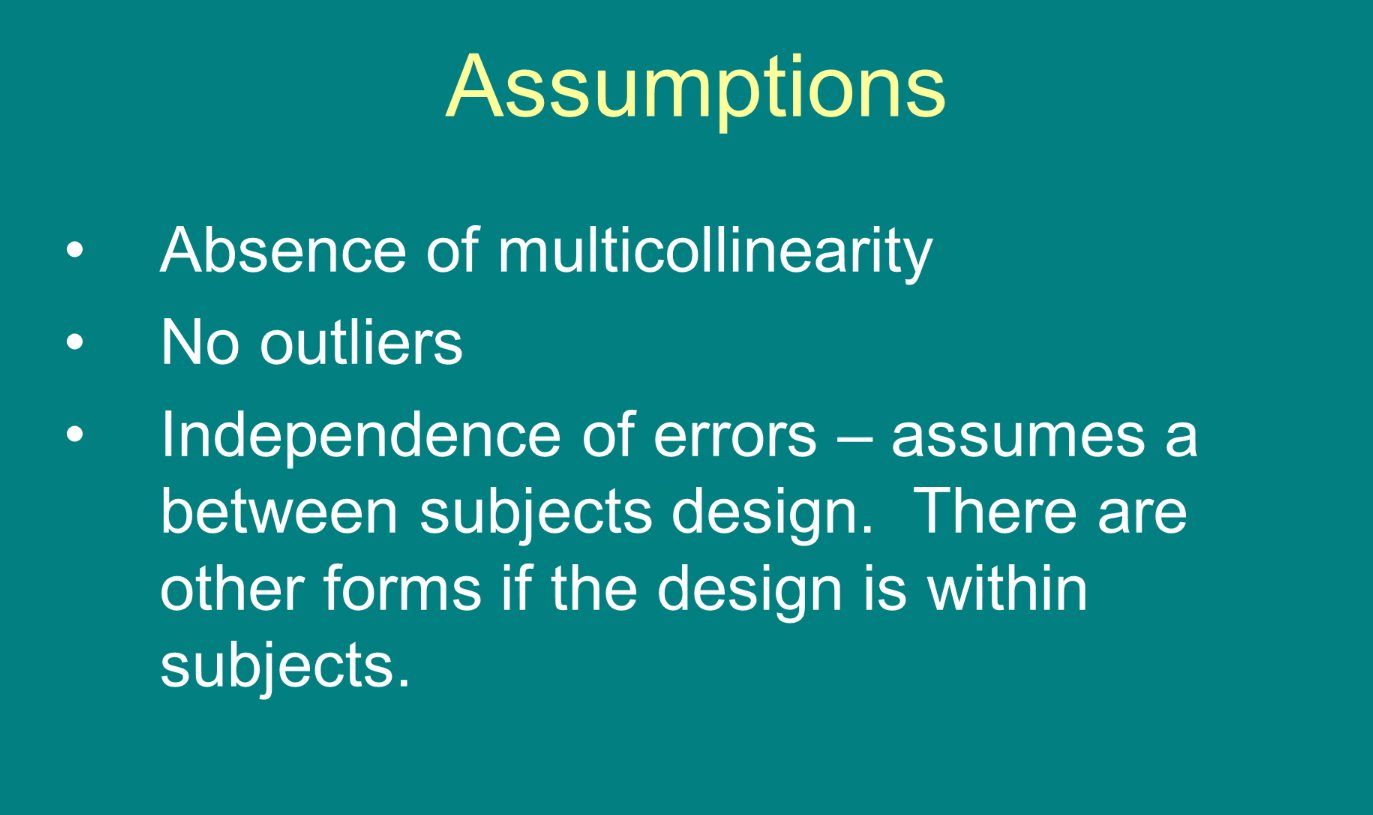 Assumptions
• Absence of multicollinearity
• No outliers
• Independence of errors – assumes a
between subjects design.  There are
other forms if the design is within
subjects.